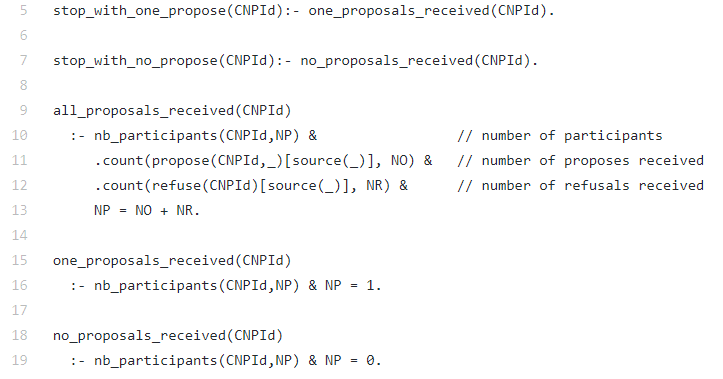 5 stop_with_one_propose(CNPId):- one_proposals_received(CNPId).
6
7 stop_with_no_propose(CNPId):- no_proposals_received(CNPId).
8
9 all_proposals_received(CNPId)
10 :- nb_participants(CNPId,NP) & // number of participants
11 .count(propose(CNPId,_)[source(_)], NO) & // number of proposes received
12 .count(refuse(CNPId)[source(_)], NR) & // number of refusals received
13 NP = NO + NR.
14
15 one_proposals_received(CNPId)
16 :- nb_participants(CNPId,NP) & NP = 1.
17
18 no_proposals_received(CNPId)
19 :- nb_participants(CNPId,NP) & NP = 0.